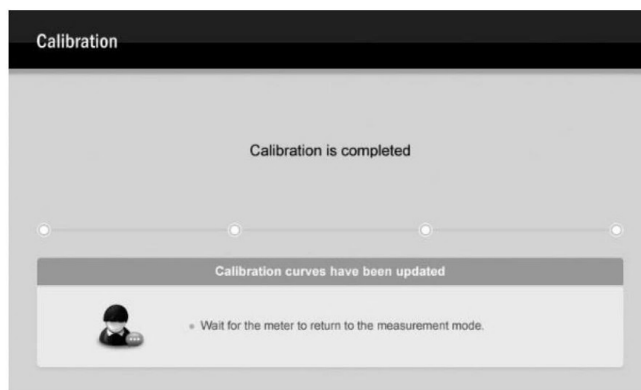 Calibration
Calibration is completed
Calibration curves have been updated
Wait for the meter to return to the measurement mode.